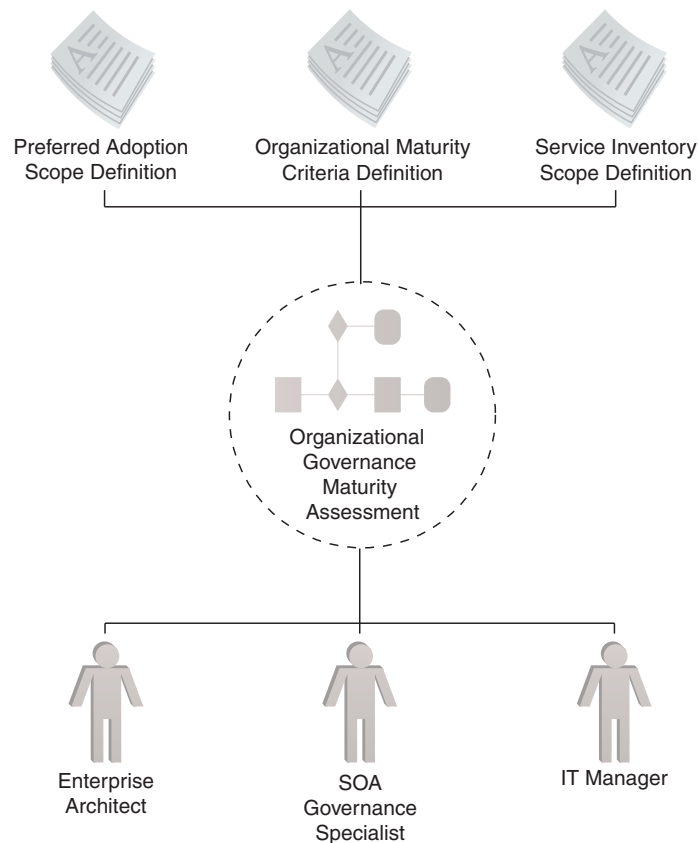 Preferred Adoption
Scope Definition
Organizational Maturity
Criteria Definition
Service Inventory
Scope Definition
Organizational
Governance
Maturity
Assessment
Enterprise
Architect
SOA
Governance
Specialist
IT Manager